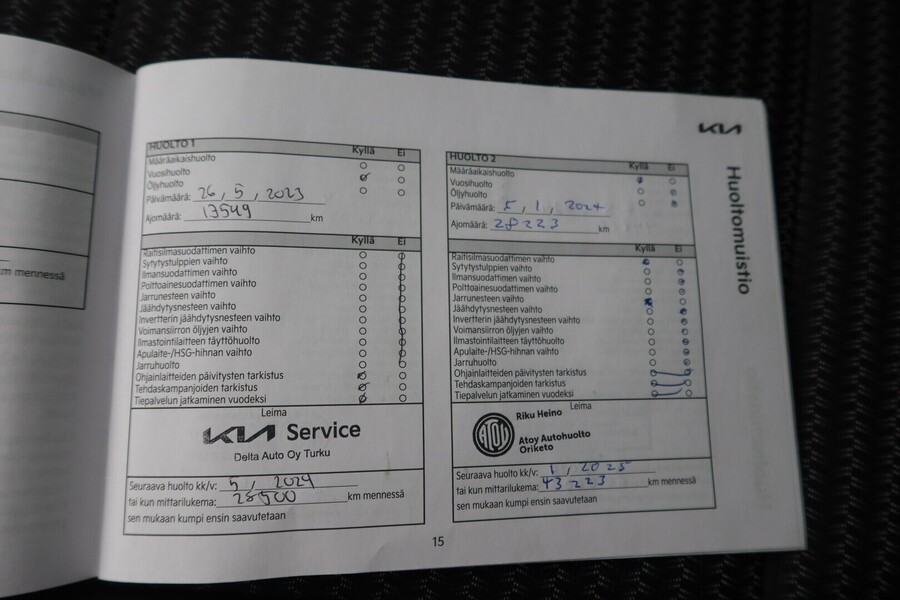 KIA
Huoltomuistio
km mennessä
HUOLTO 1
Kyllä Ei
Määräaikaishuolto
Vuosihuolto
Öljyhuolto
Päivämäärä: 26, 5, 2023
Ajomäärä: 13549 km
Kyllä Ei
Raitisilmasuodattimen vaihto
Sytytystulppien vaihto
Ilmansuodattimen vaihto
Polttoainesuodattimen vaihto
Jarrunesteen vaihto
Jäähdytysnesteen vaihto
Invertterin jäähdytysnesteen vaihto
Voimansiirron öljyjen vaihto
Ilmastointilaitteen täyttöhuolto
Apulaite-/HSG-hihnan vaihto
Jarruhuolto
Ohjainlaitteiden päivitysten tarkistus
Tehdaskampanjoiden tarkistus
Tiepalvelun jatkaminen vuodeksi
Leima
KIA Service
Delta Auto Oy Turku
Seuraava huolto kk/v: 5, 2024
tai kun mittarilukema: 28500 km mennessä
sen mukaan kumpi ensin saavutetaan
HUOLTO 2
Kyllä Ei
Määräaikaishuolto
Vuosihuolto
Öljyhuolto
Päivämäärä: 5, 1, 2024
Ajomäärä: 28223 km
Kyllä Ei
Raitisilmasuodattimen vaihto
Sytytystulppien vaihto
Ilmansuodattimen vaihto
Polttoainesuodattimen vaihto
Jarrunesteen vaihto
Jäähdytysnesteen vaihto
Invertterin jäähdytysnesteen vaihto
Voimansiirron öljyjen vaihto
Ilmastointilaitteen täyttöhuolto
Apulaite-/HSG-hihnan vaihto
Jarruhuolto
Ohjainlaitteiden päivitysten tarkistus
Tehdaskampanjoiden tarkistus
Tiepalvelun jatkaminen vuodeksi
Leima
ATOY
Riku Heino
Atoy Autohuolto
Oriketo
Seuraava huolto kk/v: 1, 2025
tai kun mittarilukema: 43223 km mennessä
sen mukaan kumpi ensin saavutetaan
15